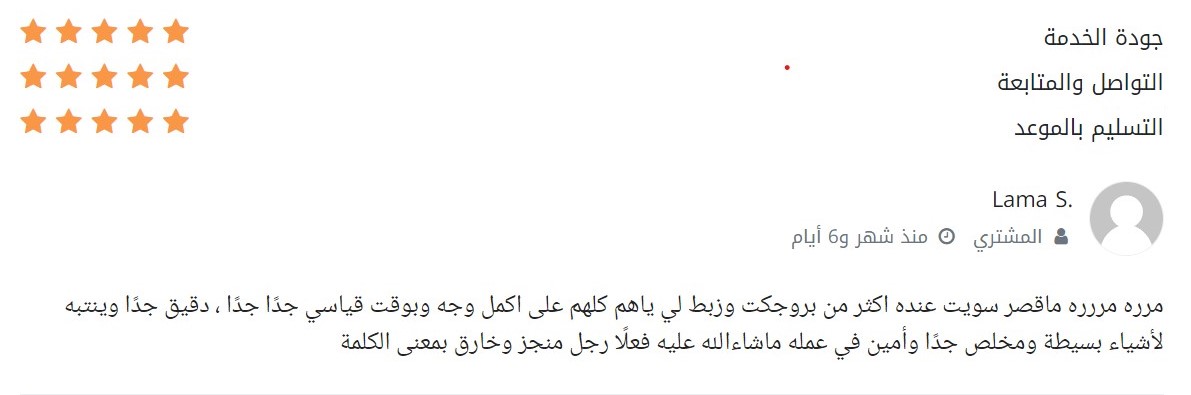 جودة الخدمة
التواصل والمتابعة
التسليم بالموعد
Lama S.
المشتري منذ شهر و6 أيام
مرره مررره ماقصر سويت عنده اكثر من بروجكت وزبط لي ياهم كلهم على اكمل وجه وبوقت قياسي جدًا جدًا ، دقيق جدًا وينتبه
لأشياء بسيطة ومخلص جدًا وأمين في عمله ماشاءالله عليه فعلًا رجل منجز وخارق بمعنى الكلمة